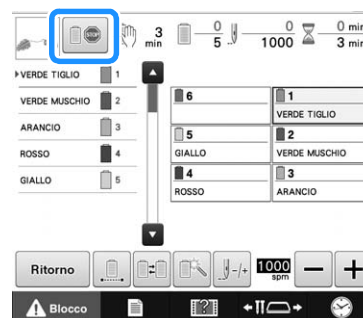 STOP
3 min
0 5
0 1000
0 min 3 min
VERDE TIGLIO 1
VERDE MUSCHIO 2
ARANCIO 3
ROSSO 4
GIALLO 5
6
1 VERDE TIGLIO
5 GIALLO
2 VERDE MUSCHIO
4 ROSSO
3 ARANCIO
Ritorno
-/+
1000 spm
− +
Blocco
?